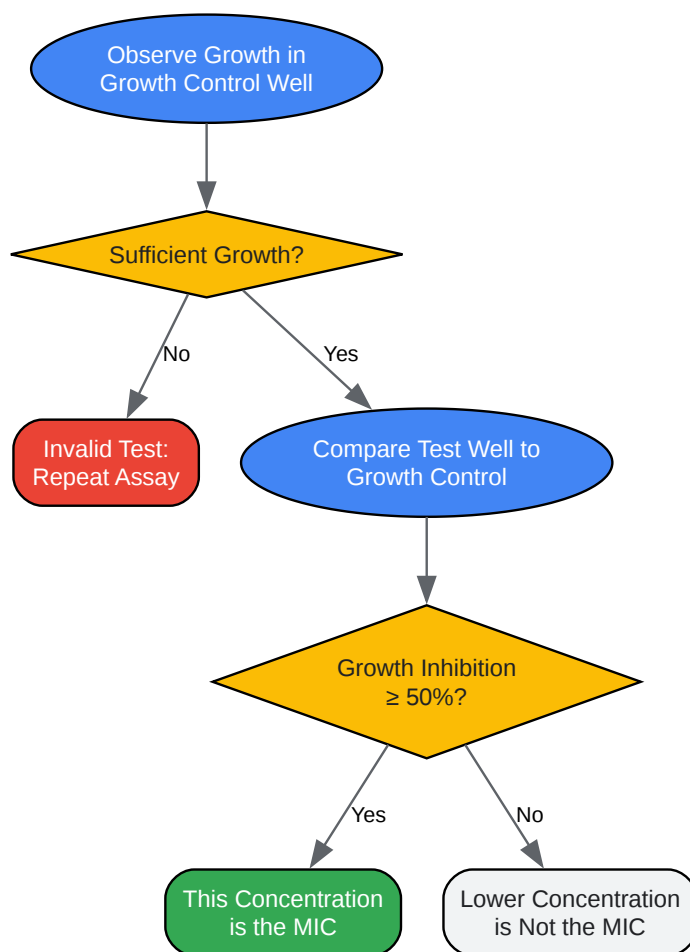 Observe Growth in
Growth Control Well
Sufficient Growth?
No
Yes
Invalid Test:
Repeat Assay
Compare Test Well to
Growth Control
Growth Inhibition
≥ 50%?
Yes
No
This Concentration
is the MIC
Lower Concentration
is Not the MIC